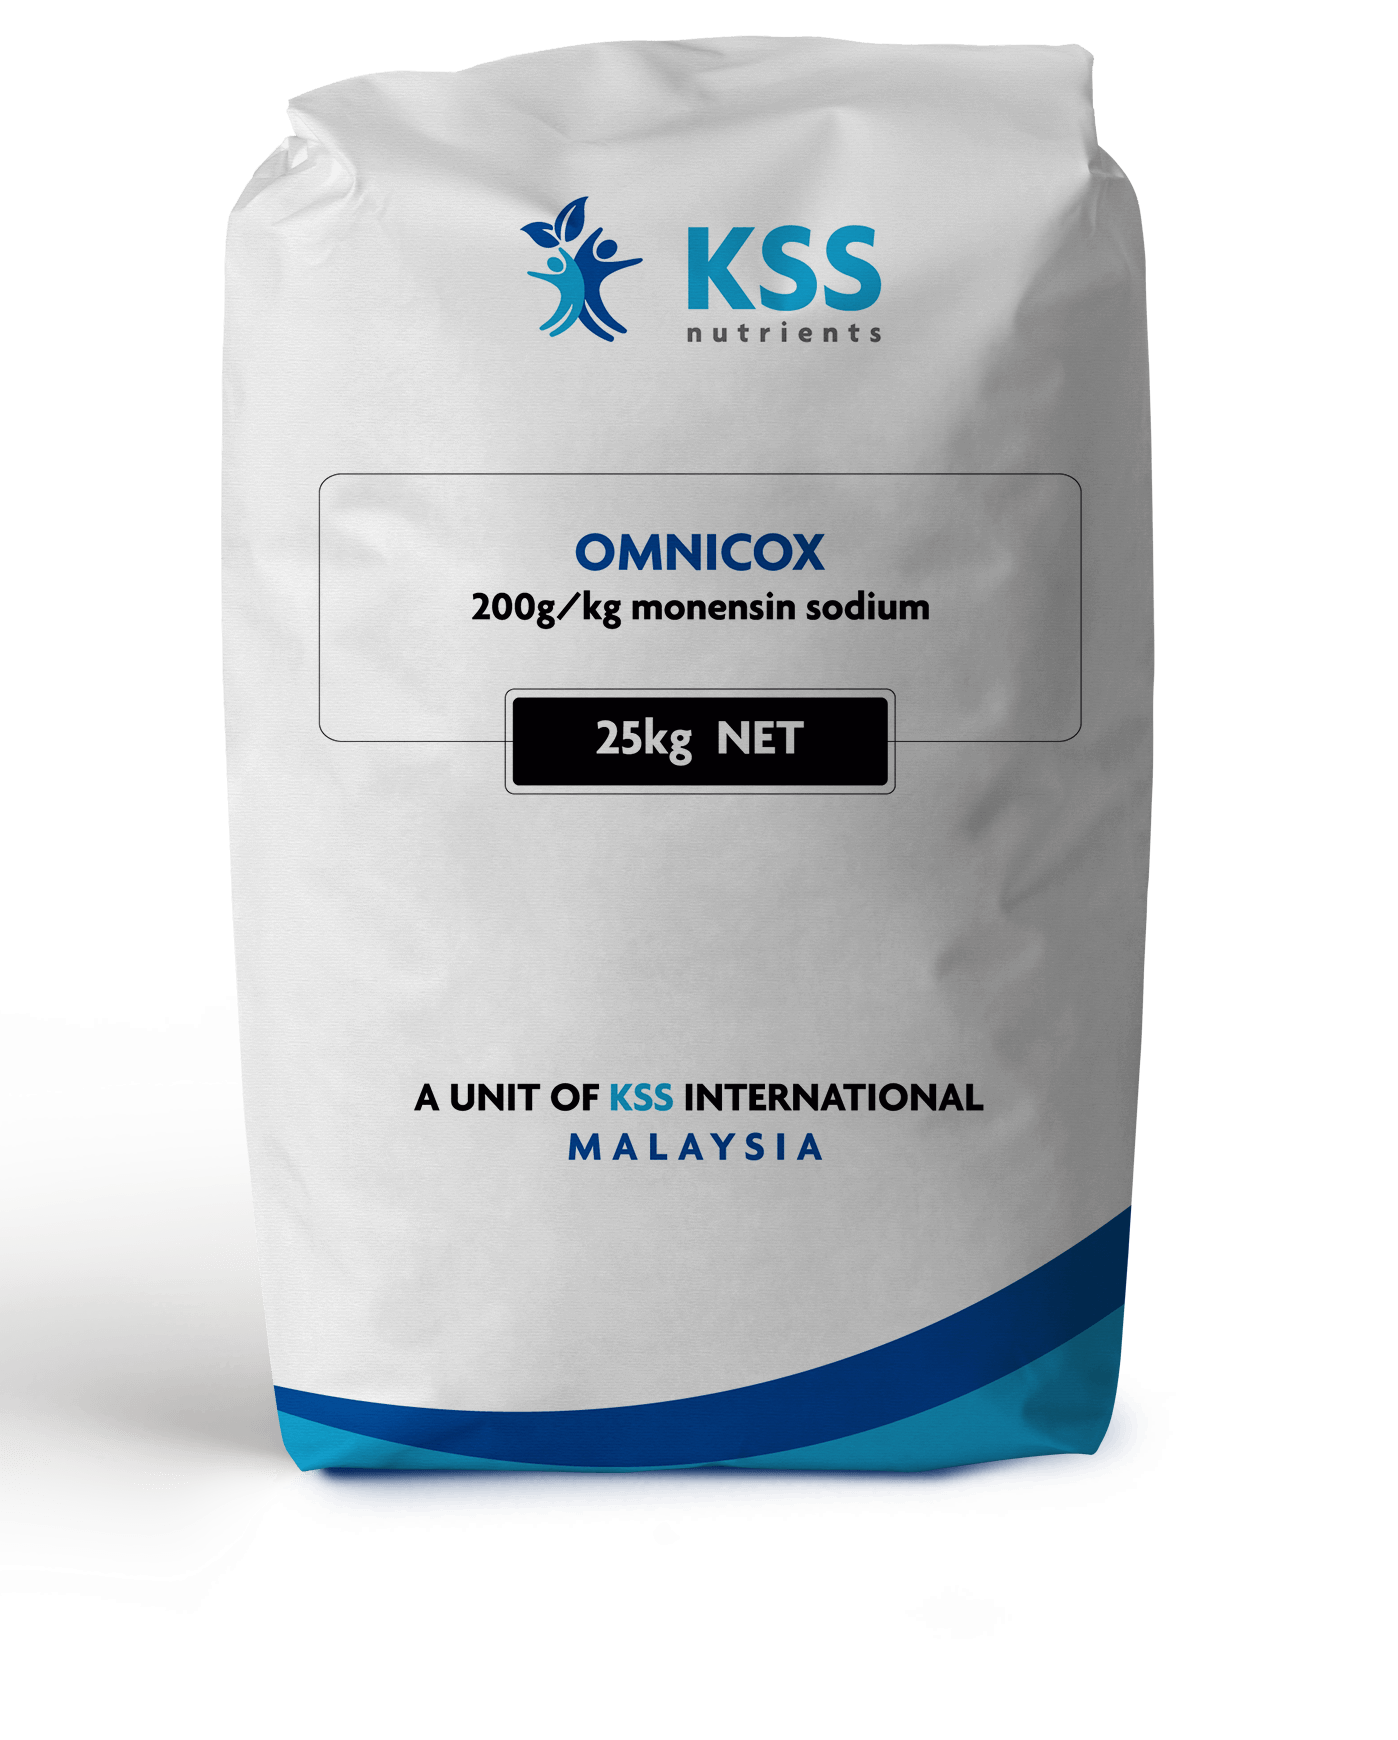 KSS
nutrients
OMNICOX
200g/kg monensin sodium
25kg NET
A UNIT OF KSS INTERNATIONAL
MALAYSIA